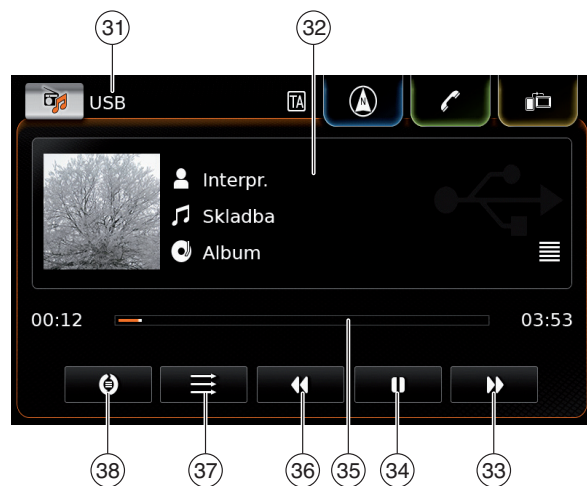 31 32
USB TA N
Interpr.
Skladba
Album
00:12 03:53
38 37 36 35 34 33